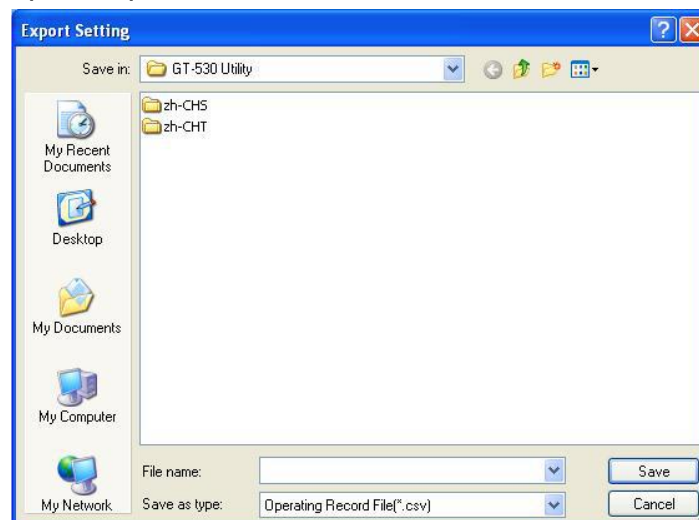 Export Setting
Save in: GT-530 Utility
zh-CHS
zh-CHT
My Recent
Documents
Desktop
My Documents
My Computer
My Network
File name:
Save
Save as type: Operating Record File(*.csv)
Cancel